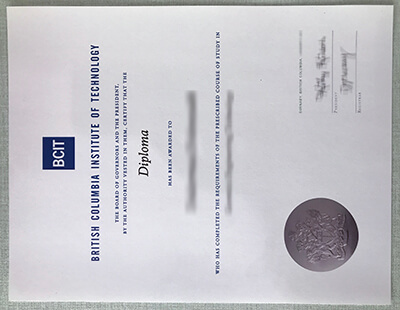 BCIT
BRITISH COLUMBIA INSTITUTE OF TECHNOLOGY
THE BOARD OF GOVERNORS AND THE PRESIDENT,
BY THE AUTHORITY VESTED IN THEM, CERTIFY THAT THE
Diploma
HAS BEEN AWARDED TO
WHO HAS COMPLETED THE REQUIREMENTS OF THE PRESCRIBED COURSE OF STUDY IN